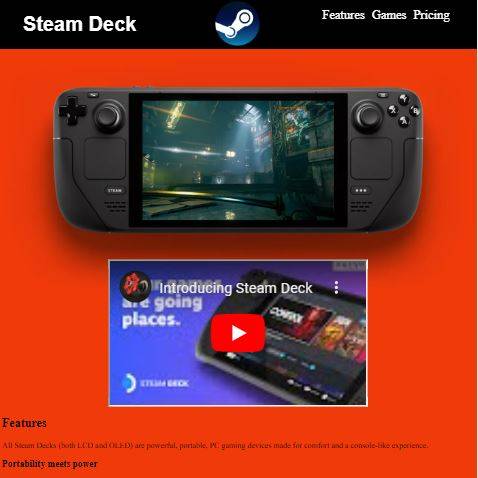 Steam Deck
Features Games Pricing
STEAM
Introducing Steam Deck
are going
places.
STEAM DECK
Features
All Steam Decks (both LCD and OLED) are powerful, portable, PC gaming devices made for comfort and a console-like experience.
Portability meets power